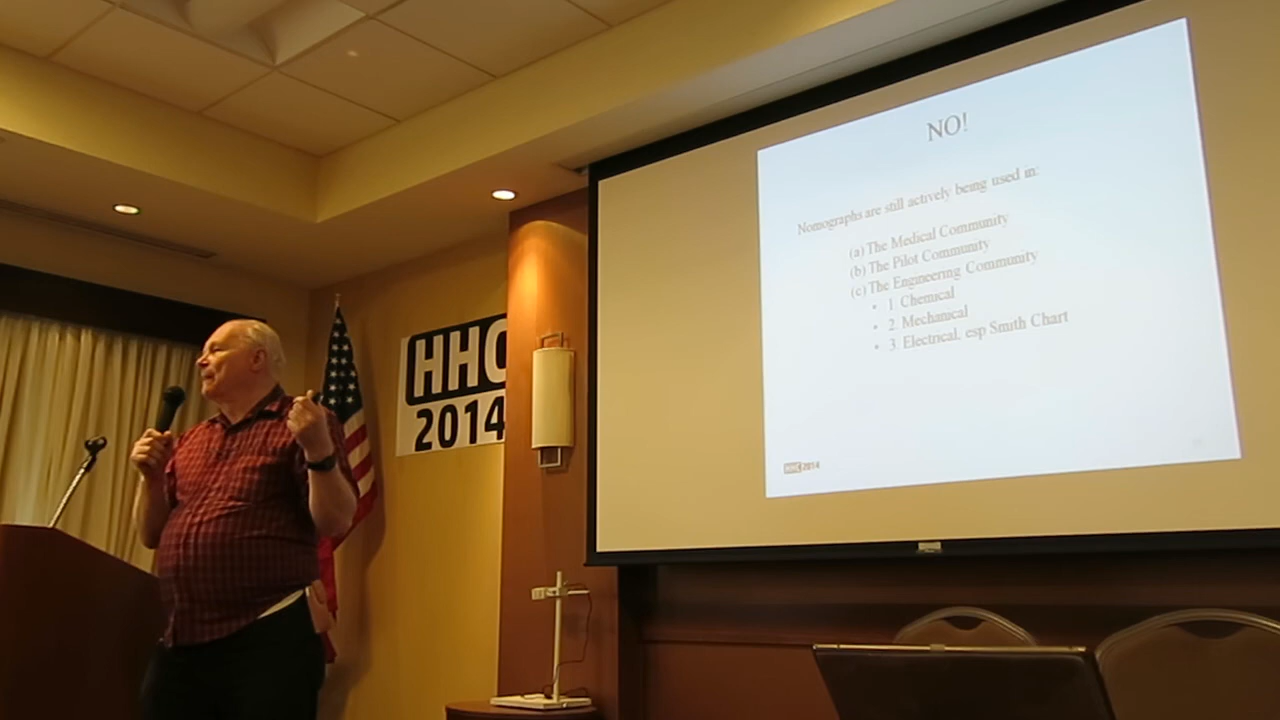 HHC
2014
NO!
Nomographs are still actively being used in:
(a) The Medical Community
(b) The Pilot Community
(c) The Engineering Community
• 1 Chemical
• 2. Mechanical
• 3. Electrical, esp Smith Chart
HHC 2014